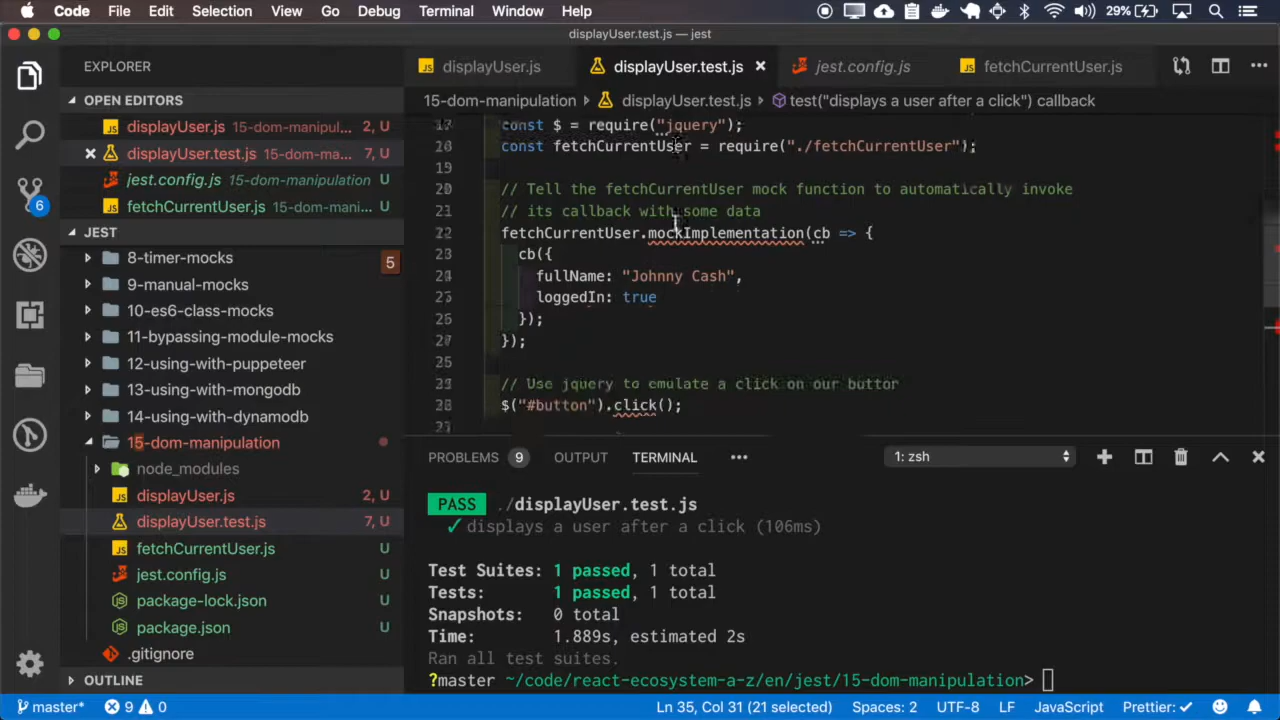 Code File Edit Selection View Go Debug Terminal Window Help 29%
displayUser.test.js — jest
EXPLORER
displayUser.js displayUser.test.js jest.config.js fetchCurrentUser.js
15-dom-manipulation displayUser.test.js test("displays a user after a click") callback
OPEN EDITORS
displayUser.js 15-dom-manipul... 2, U
displayUser.test.js 15-dom-ma... 7, U
jest.config.js 15-dom-manipulation U
fetchCurrentUser.js 15-dom-mani... U
JEST
8-timer-mocks 5
9-manual-mocks
10-es6-class-mocks
11-bypassing-module-mocks
12-using-with-puppeteer
13-using-with-mongodb
14-using-with-dynamodb
15-dom-manipulation
node_modules
displayUser.js 2, U
displayUser.test.js 7, U
fetchCurrentUser.js U
jest.config.js U
package-lock.json U
package.json U
.gitignore
OUTLINE
6
const $ = require("jquery");
const fetchCurrentUser = require("./fetchCurrentUser");
// Tell the fetchCurrentUser mock function to automatically invoke
// its callback with some data
fetchCurrentUser.mockImplementation(cb => {
cb({
fullName: "Johnny Cash",
loggedIn: true
});
});
// Use jquery to emulate a click on our button
$("#button").click();
PROBLEMS 9 OUTPUT TERMINAL ••• 1: zsh
PASS ./displayUser.test.js
✓ displays a user after a click (106ms)
Test Suites: 1 passed, 1 total
Tests: 1 passed, 1 total
Snapshots: 0 total
Time: 1.889s, estimated 2s
Ran all test suites.
?master ~/code/react-ecosystem-a-z/en/jest/15-dom-manipulation>
master* 9 0 Ln 35, Col 31 (21 selected) Spaces: 2 UTF-8 LF JavaScript Prettier: ✓